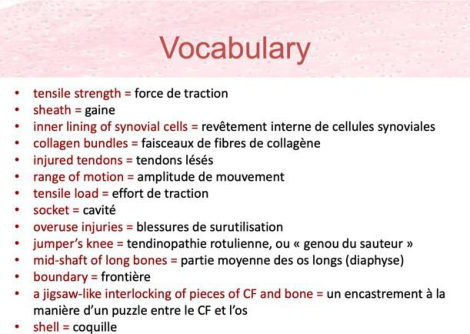 Vocabulary
• tensile strength = force de traction
• sheath = gaine
• inner lining of synovial cells = revêtement interne de cellules synoviales
• collagen bundles = faisceaux de fibres de collagène
• injured tendons = tendons lésés
• range of motion = amplitude de mouvement
• tensile load = effort de traction
• socket = cavité
• overuse injuries = blessures de surutilisation
• jumper's knee = tendinopathie rotulienne, ou « genou du sauteur »
• mid-shaft of long bones = partie moyenne des os longs (diaphyse)
• boundary = frontière
• a jigsaw-like interlocking of pieces of CF and bone = un encastrement à la
manière d'un puzzle entre le CF et l'os
• shell = coquille